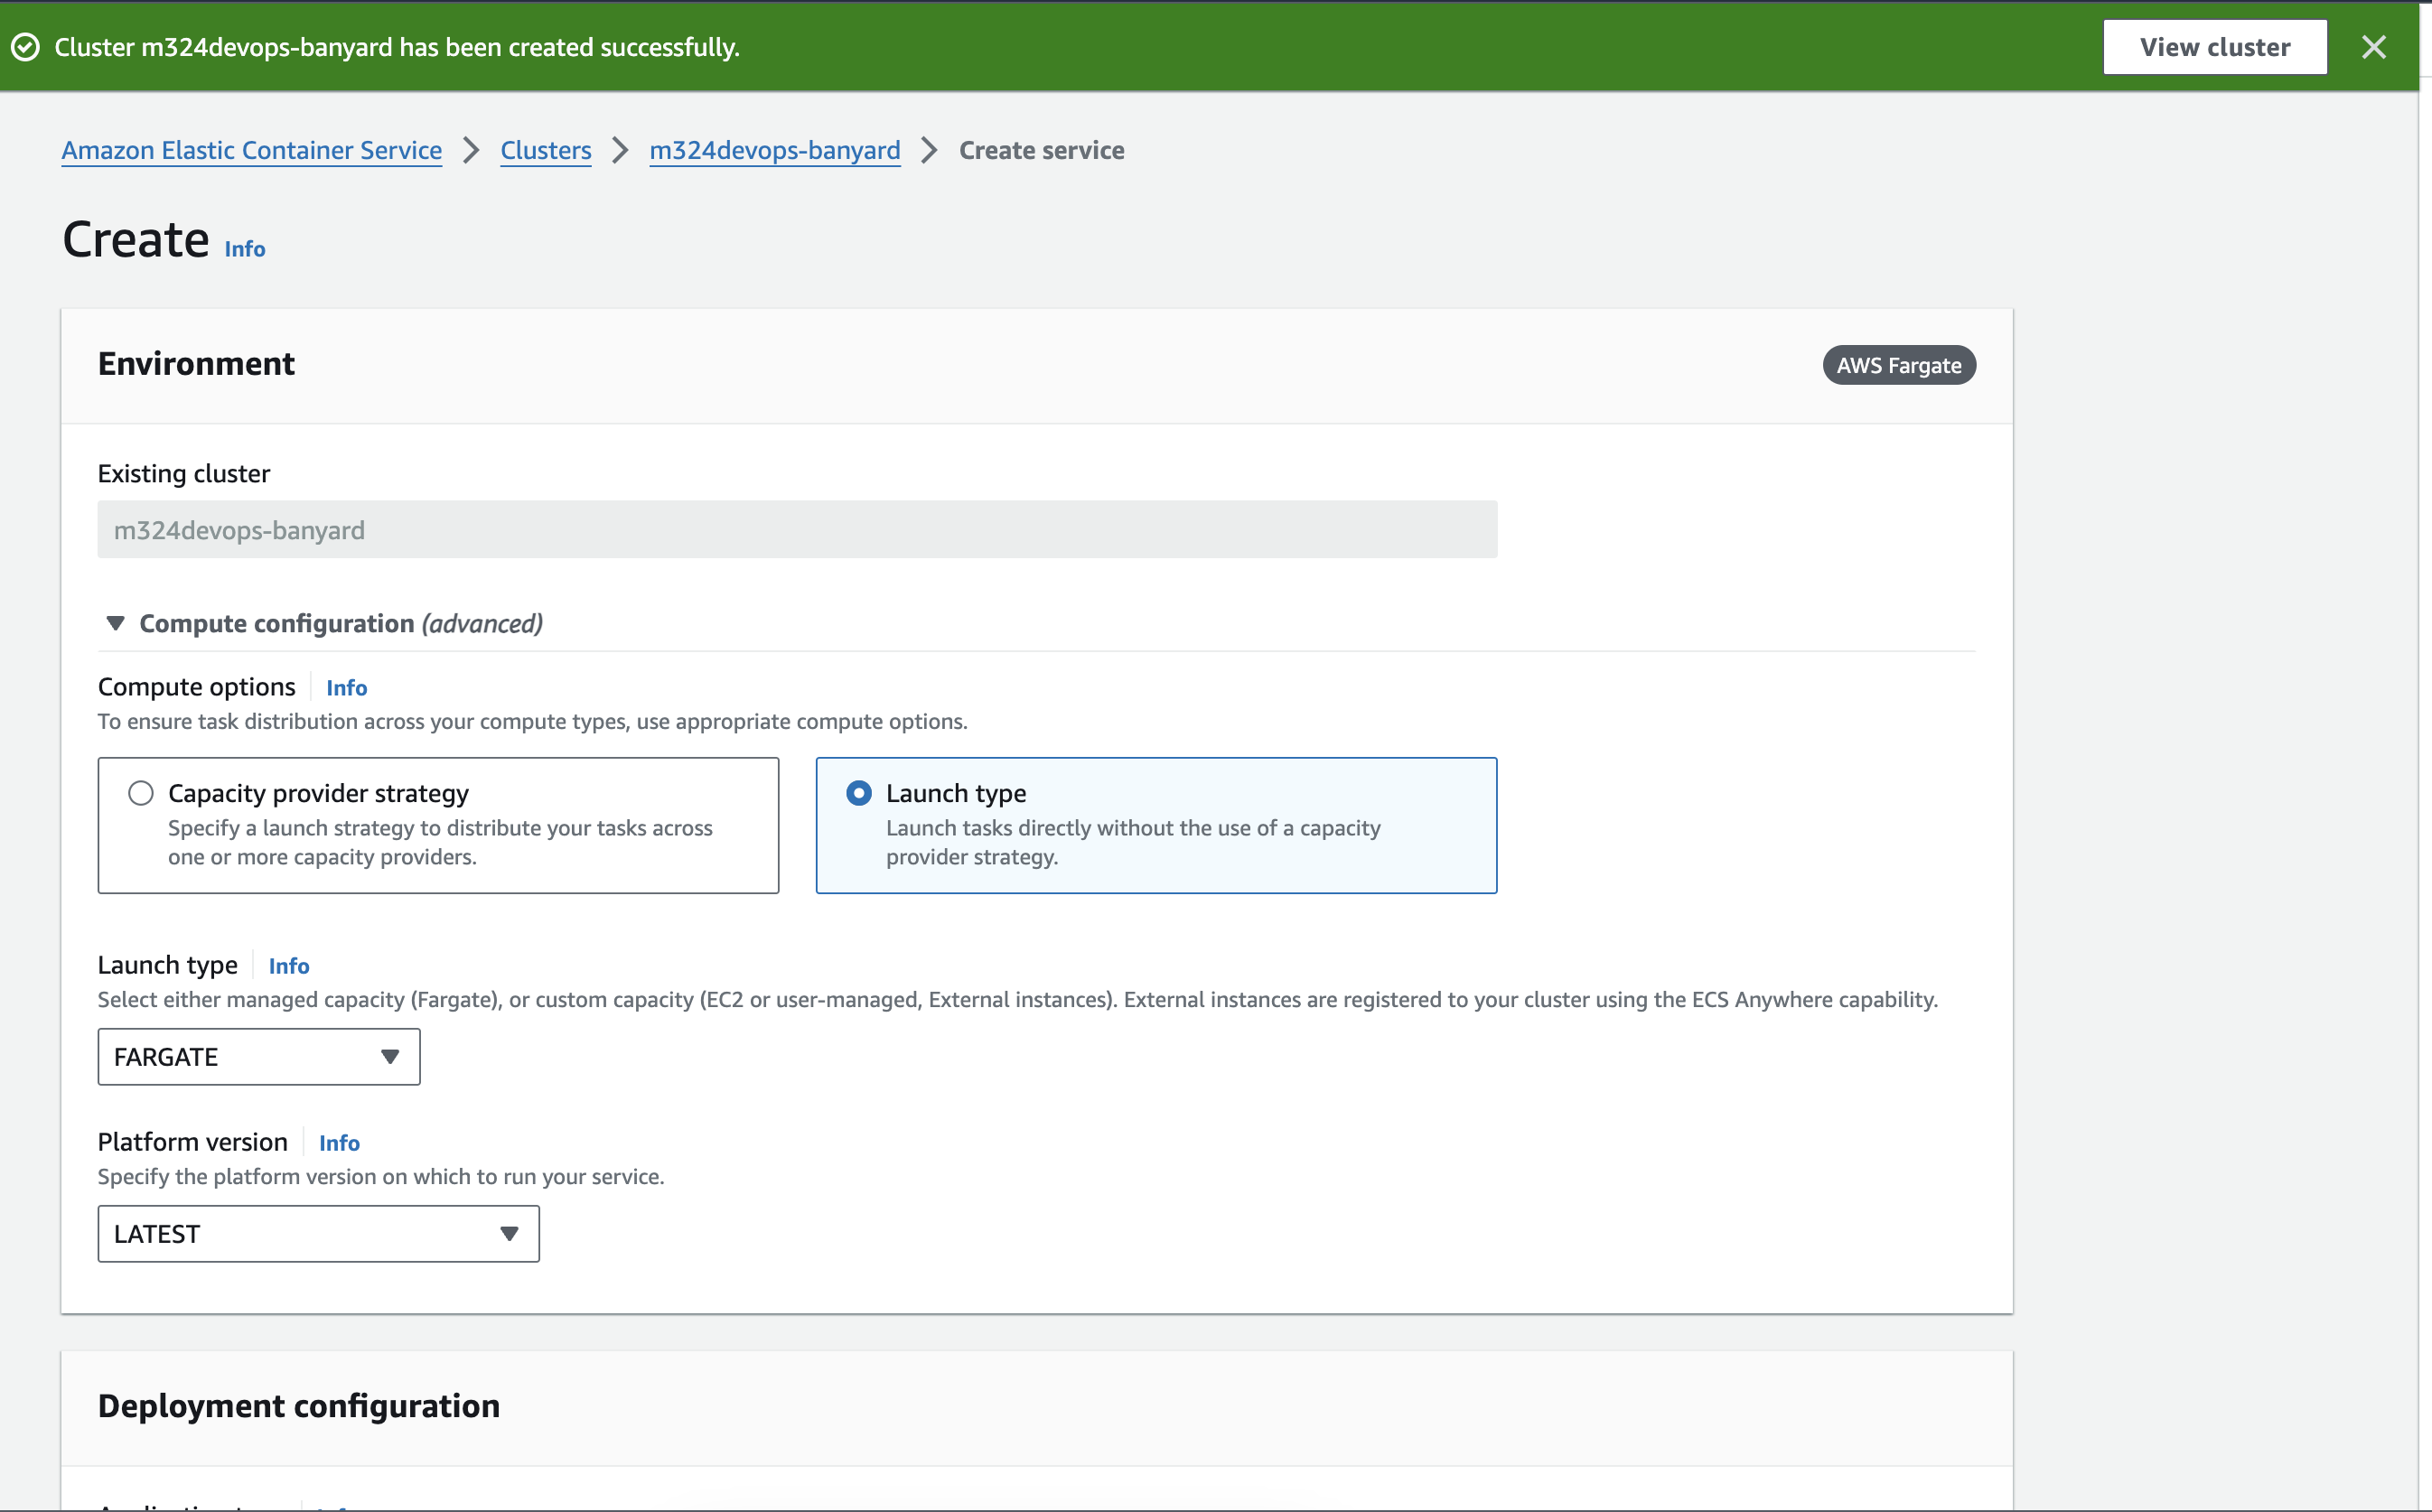 Cluster m324devops-banyard has been created successfully.
View cluster
Amazon Elastic Container Service > Clusters > m324devops-banyard > Create service
Create Info
Environment
AWS Fargate
Existing cluster
m324devops-banyard
Compute configuration (advanced)
Compute options Info
To ensure task distribution across your compute types, use appropriate compute options.
Capacity provider strategy
Specify a launch strategy to distribute your tasks across
one or more capacity providers.
Launch type
Launch tasks directly without the use of a capacity
provider strategy.
Launch type Info
Select either managed capacity (Fargate), or custom capacity (EC2 or user-managed, External instances). External instances are registered to your cluster using the ECS Anywhere capability.
FARGATE
Platform version Info
Specify the platform version on which to run your service.
LATEST
Deployment configuration